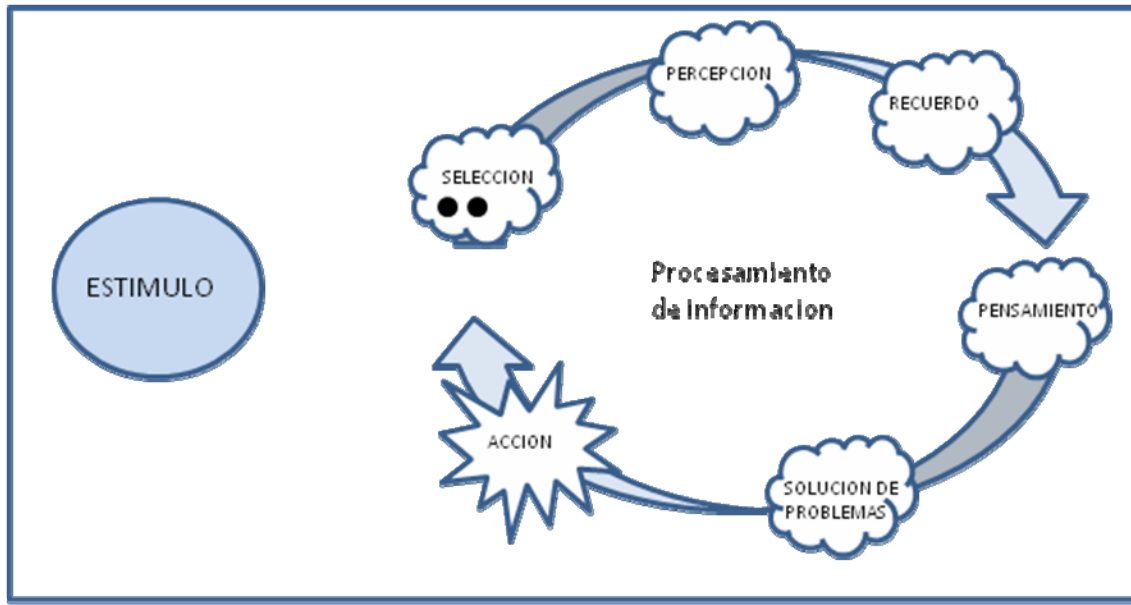 ESTIMULO
SELECCION
PERCEPCION
RECUERDO
Procesamiento
de informacion
PENSAMIENTO
SOLUCION DE
PROBLEMAS
ACCION